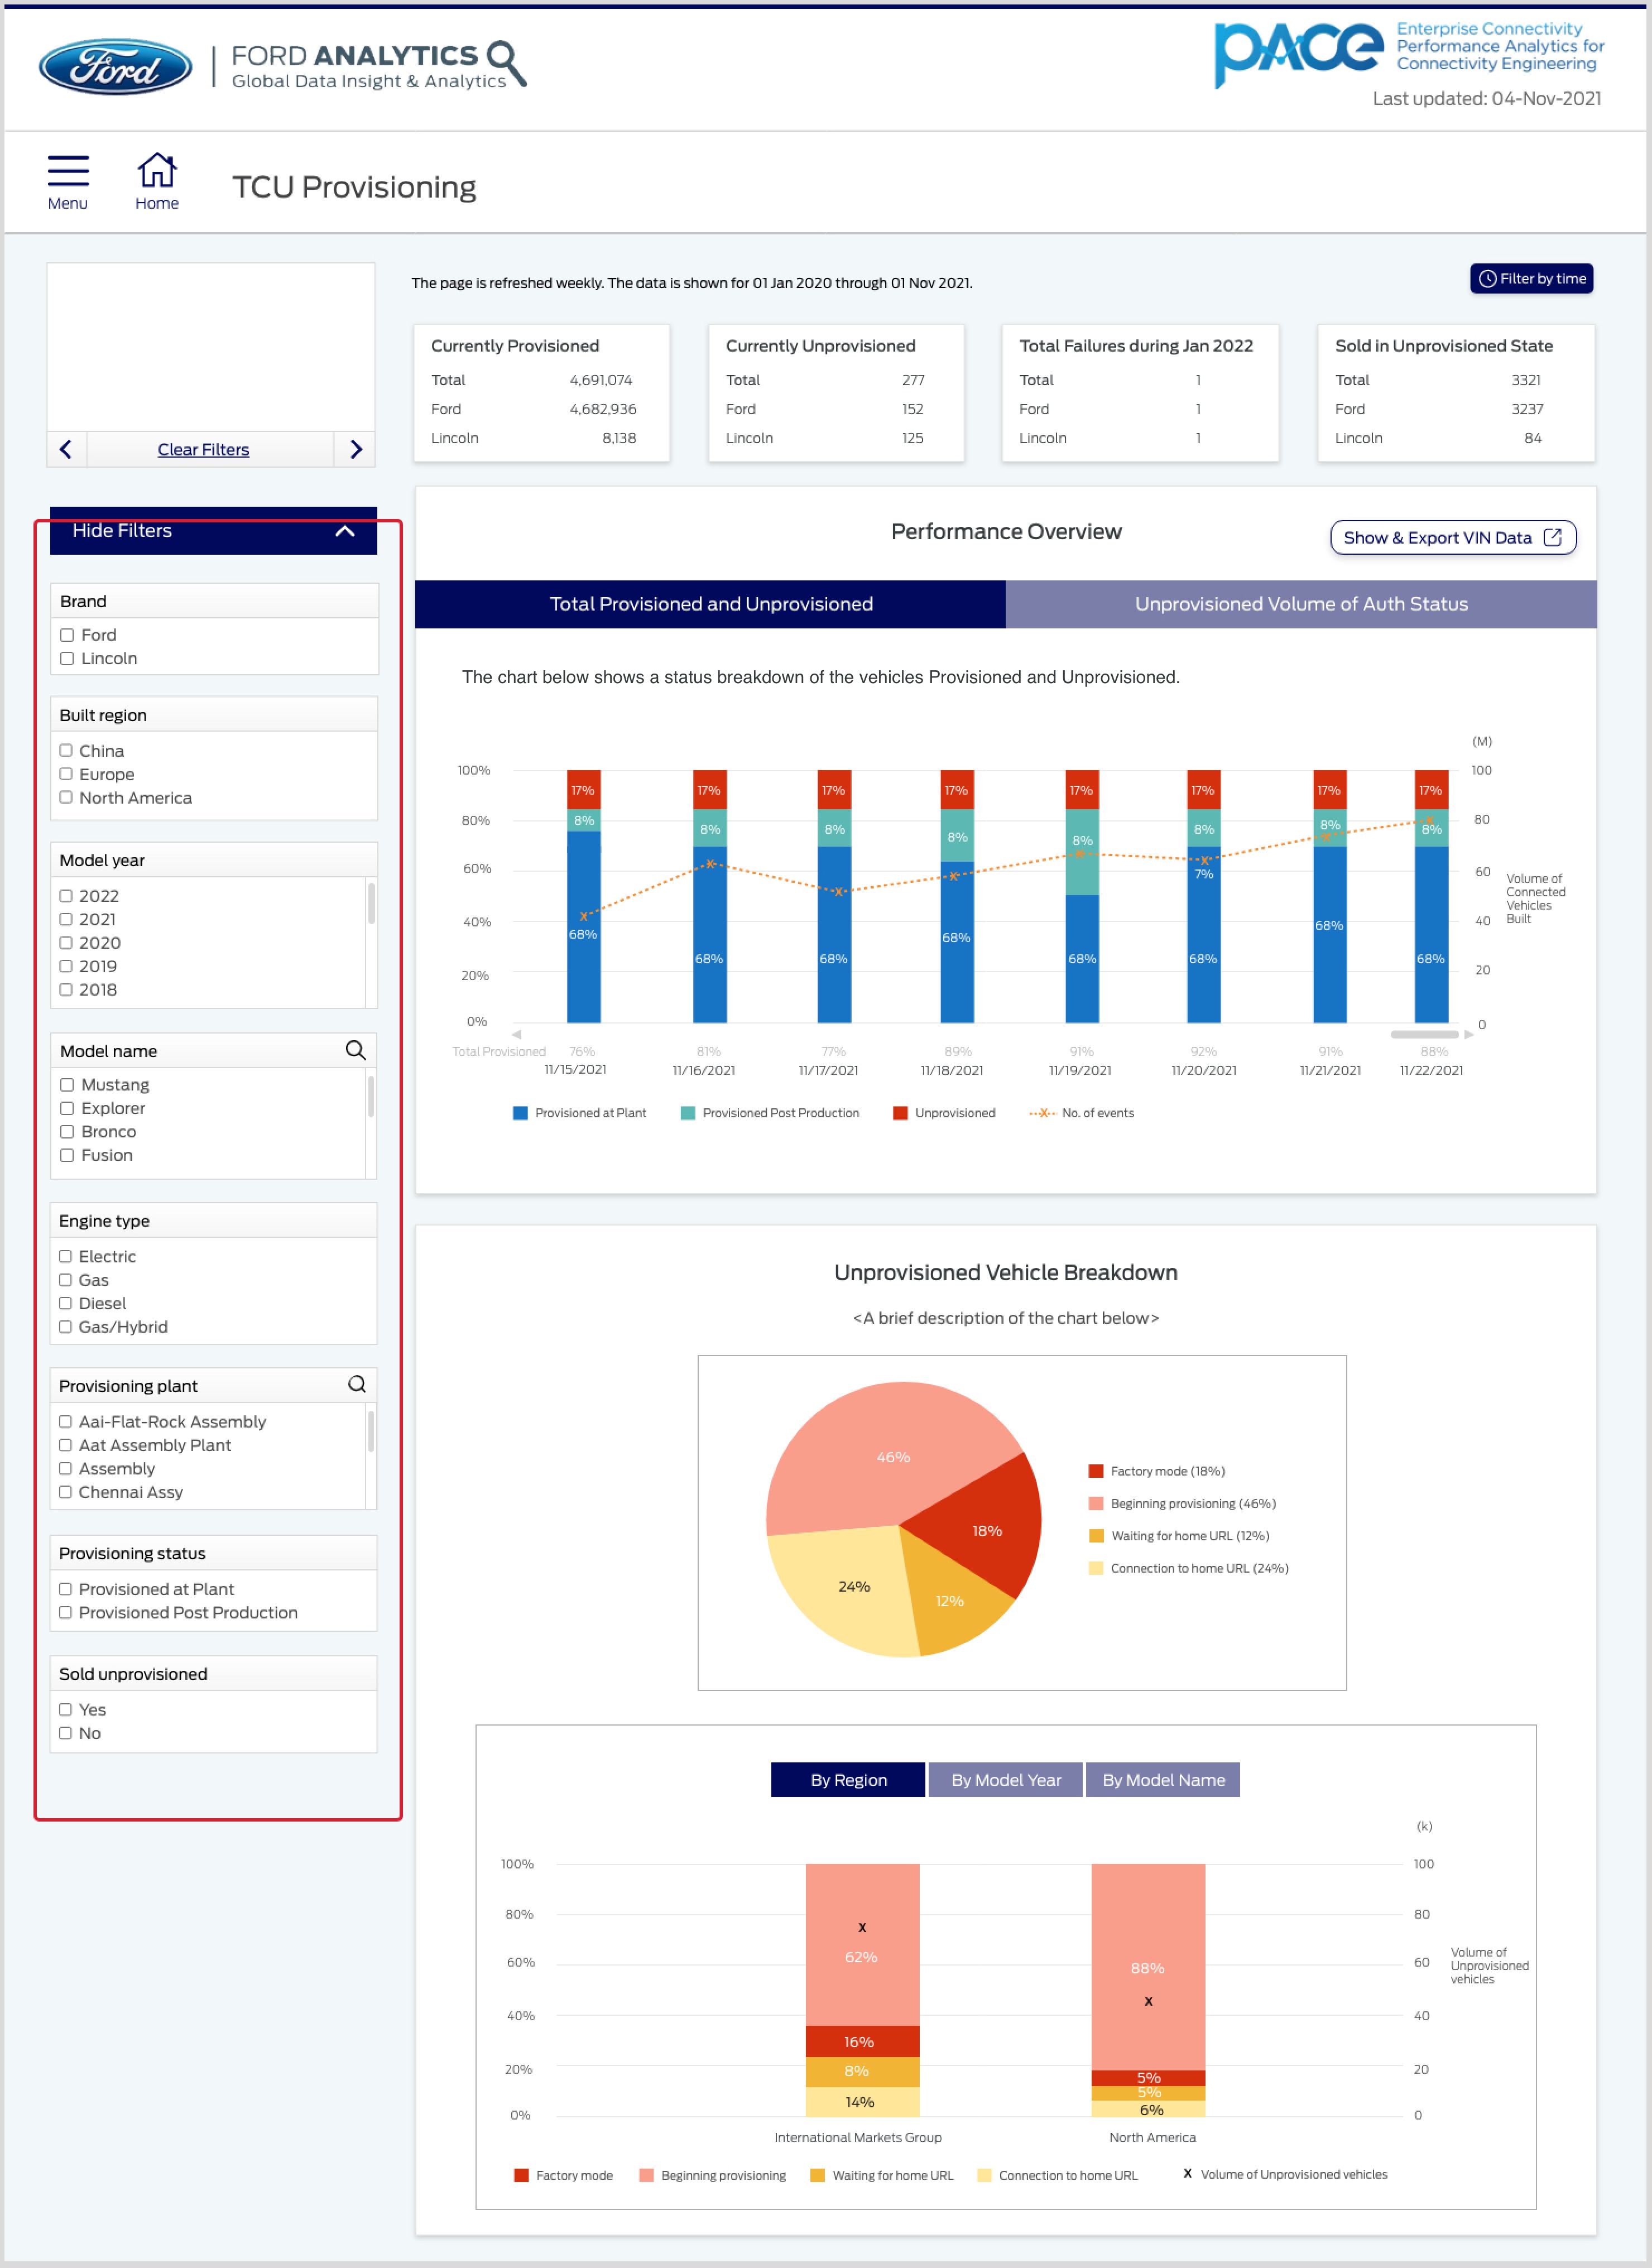 Ford
FORD ANALYTICS
Global Data Insight & Analytics
pace
Enterprise Connectivity
Performance Analytics for
Connectivity Engineering
Last updated: 04-Nov-2021
Menu
Home
TCU Provisioning
Clear Filters
Hide Filters
Brand
Ford
Lincoln
Built region
China
Europe
North America
Model year
2022
2021
2020
2019
2018
Model name
Mustang
Explorer
Bronco
Fusion
Engine type
Electric
Gas
Diesel
Gas/Hybrid
Provisioning plant
Aai-Flat-Rock Assembly
Aat Assembly Plant
Assembly
Chennai Assy
Provisioning status
Provisioned at Plant
Provisioned Post Production
Sold unprovisioned
Yes
No
The page is refreshed weekly. The data is shown for 01 Jan 2020 through 01 Nov 2021.
Filter by time
Currently Provisioned
Total 4,691,074
Ford 4,682,936
Lincoln 8,138
Currently Unprovisioned
Total 277
Ford 152
Lincoln 125
Total Failures during Jan 2022
Total 1
Ford 1
Lincoln 1
Sold in Unprovisioned State
Total 3321
Ford 3237
Lincoln 84
Performance Overview
Show & Export VIN Data
Total Provisioned and Unprovisioned
Unprovisioned Volume of Auth Status
The chart below shows a status breakdown of the vehicles Provisioned and Unprovisioned.
(M)
100% 17% 17% 17% 17% 17% 17% 17% 17% 100
80% 8% 8% 8% 8% 8% 8% 8% 8% 80
60% 7% 60
40% 68% 68% 68% 40
20% 68% 68% 68% 68% 68% 20
0% 0
Volume of
Connected
Vehicles
Built
Total Provisioned 76% 81% 77% 89% 91% 92% 91% 88%
11/15/2021 11/16/2021 11/17/2021 11/18/2021 11/19/2021 11/20/2021 11/21/2021 11/22/2021
Provisioned at Plant Provisioned Post Production Unprovisioned No. of events
Unprovisioned Vehicle Breakdown
<A brief description of the chart below>
46%
18%
24%
12%
Factory mode (18%)
Beginning provisioning (46%)
Waiting for home URL (12%)
Connection to home URL (24%)
By Region By Model Year By Model Name
(k)
100% 100
80% 80
x
62% 88%
60% 60
x
40% 40
16%
20% 8% 5% 20
5%
14% 6%
0% 0
Volume of
Unprovisioned
vehicles
International Markets Group North America
Factory mode Beginning provisioning Waiting for home URL Connection to home URL x Volume of Unprovisioned vehicles